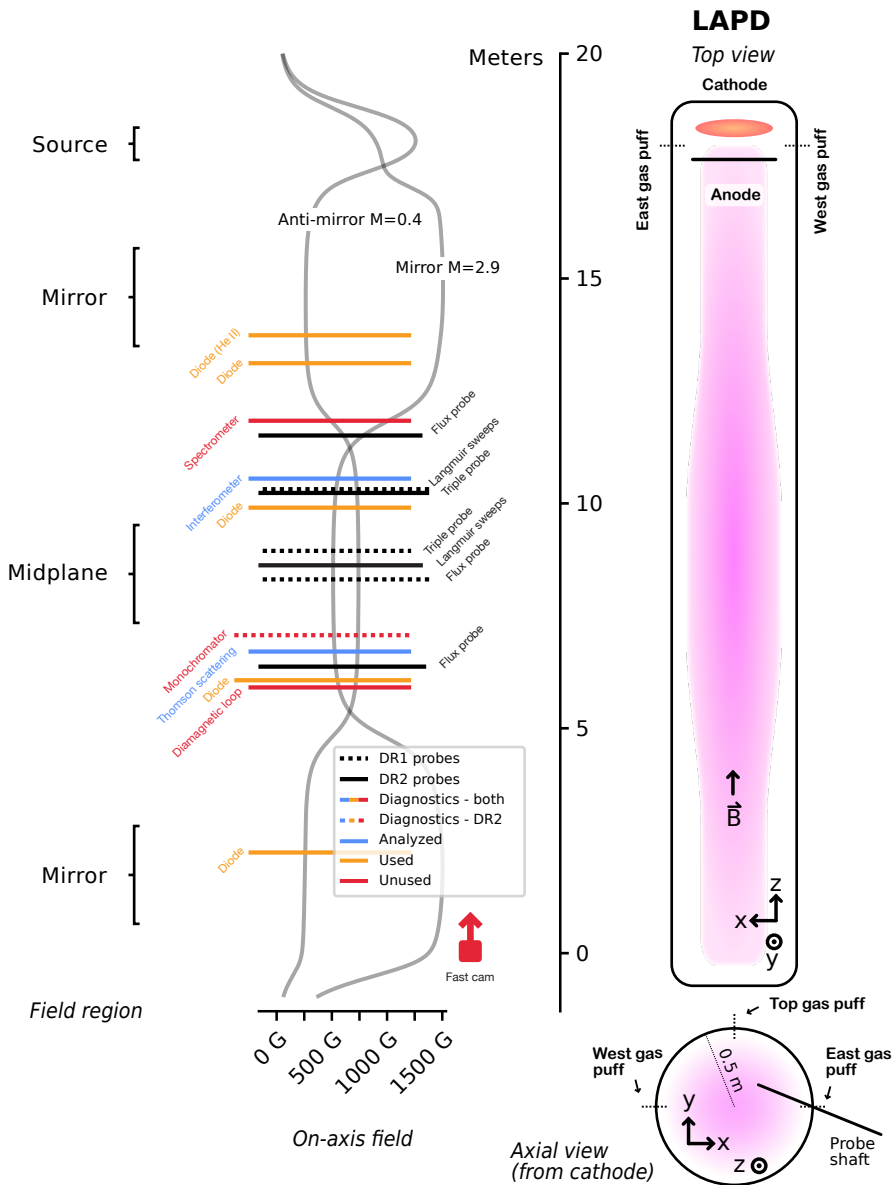 LAPD
Top view
Meters
20
15
10
5
0
Cathode
East gas puff
West gas puff
Anode
Source
Mirror
Midplane
Mirror
Field region
Anti-mirror M=0.4
Mirror M=2.9
Diode (He II)
Diode
Spectrometer
Flux probe
Interferometer
Langmuir sweeps
Triple probe
Diode
Triple probe
Langmuir sweeps
Flux probe
Monochromator
Thomson scattering
Flux probe
Diode
Diamagnetic loop
DR1 probes
DR2 probes
Diagnostics - both
Diagnostics - DR2
Analyzed
Used
Unused
Diode
Fast cam
0 G
500 G
1000 G
1500 G
On-axis field
B
z
x
y
Top gas puff
West gas
puff
East gas
puff
0.5 m
y
x
z
Probe
shaft
Axial view
(from cathode)